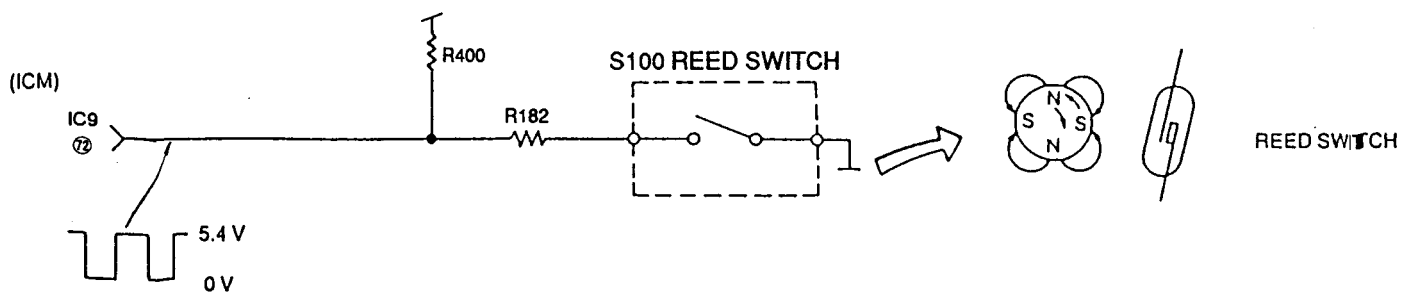 (ICM)
IC9
72
R400
R182
S100 REED SWITCH
N
S
S
N
REED SWITCH
5.4 V
0 V